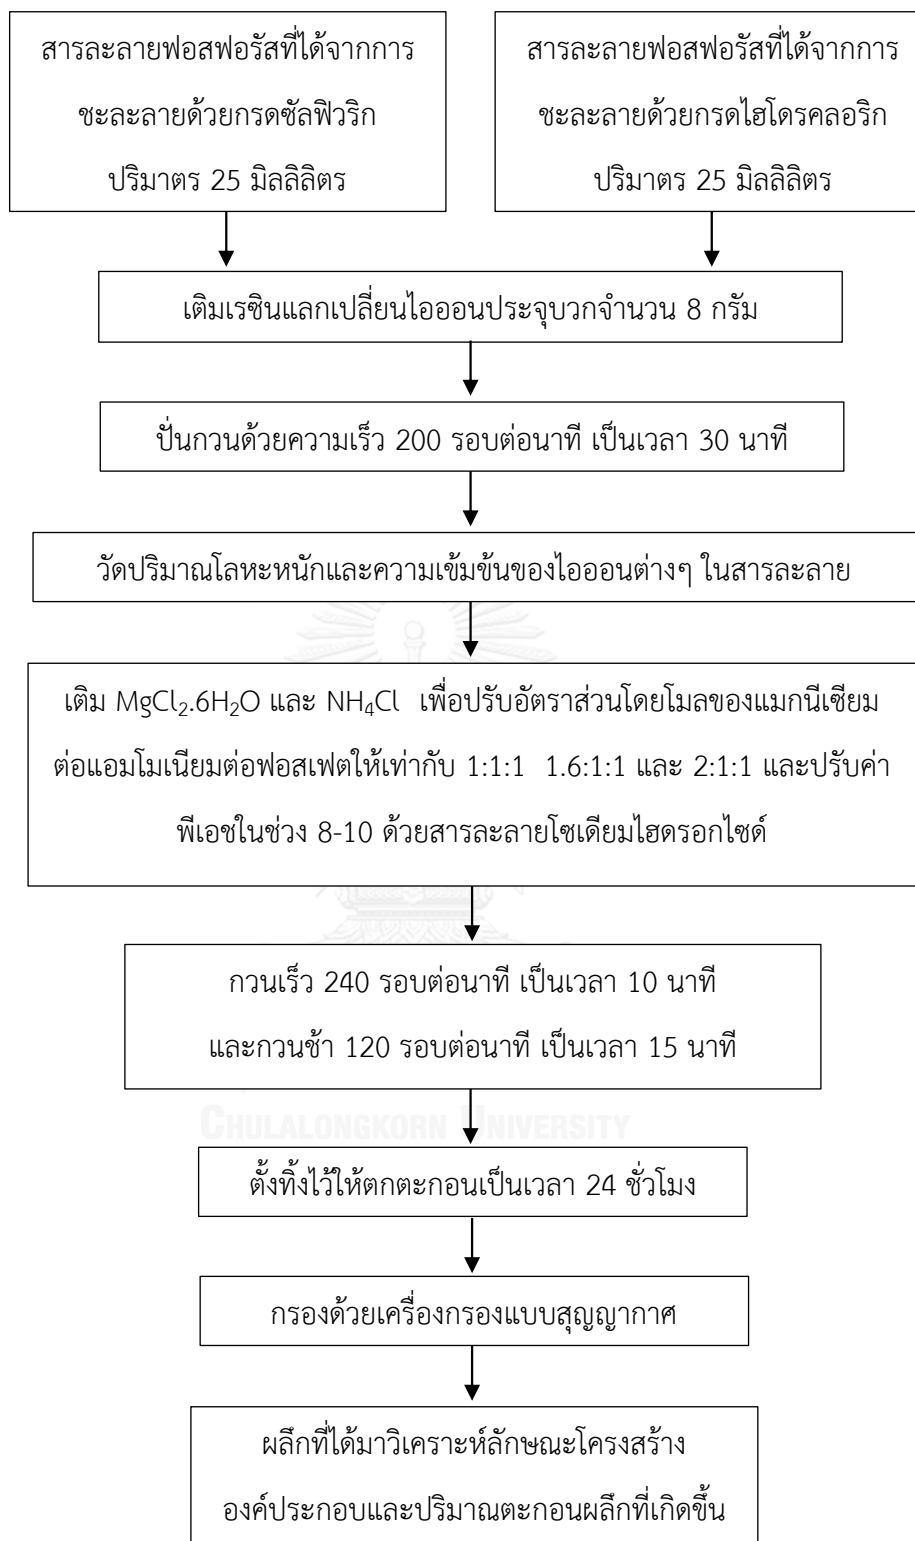 สารละลายฟอสฟอรัสที่ได้จากการ
ชะละลายด้วยกรดซัลฟิวริก
ปริมาตร 25 มิลลิลิตร
สารละลายฟอสฟอรัสที่ได้จากการ
ชะละลายด้วยกรดไฮโดรคลอริก
ปริมาตร 25 มิลลิลิตร
เติมเรซินแลกเปลี่ยนไอออนประจุบวกจำนวน 8 กรัม
ปั่นกวนด้วยความเร็ว 200 รอบต่อนาที เป็นเวลา 30 นาที
วัดปริมาณโลหะหนักและความเข้มข้นของไอออนต่างๆ ในสารละลาย
เติม MgCl₂.6H₂O และ NH₄Cl เพื่อปรับอัตราส่วนโดยโมลของแมกนีเซียม
ต่อแอมโมเนียมต่อฟอสเฟตให้เท่ากับ 1:1:1 1.6:1:1 และ 2:1:1 และปรับค่า
พีเอชในช่วง 8-10 ด้วยสารละลายโซเดียมไฮดรอกไซด์
กวนเร็ว 240 รอบต่อนาที เป็นเวลา 10 นาที
และกวนช้า 120 รอบต่อนาที เป็นเวลา 15 นาที
CHULALONGKORN UNIVERSITY
ตั้งทิ้งไว้ให้ตกตะกอนเป็นเวลา 24 ชั่วโมง
กรองด้วยเครื่องกรองแบบสุญญากาศ
ผลึกที่ได้มาวิเคราะห์ลักษณะโครงสร้าง
องค์ประกอบและปริมาณตะกอนผลึกที่เกิดขึ้น